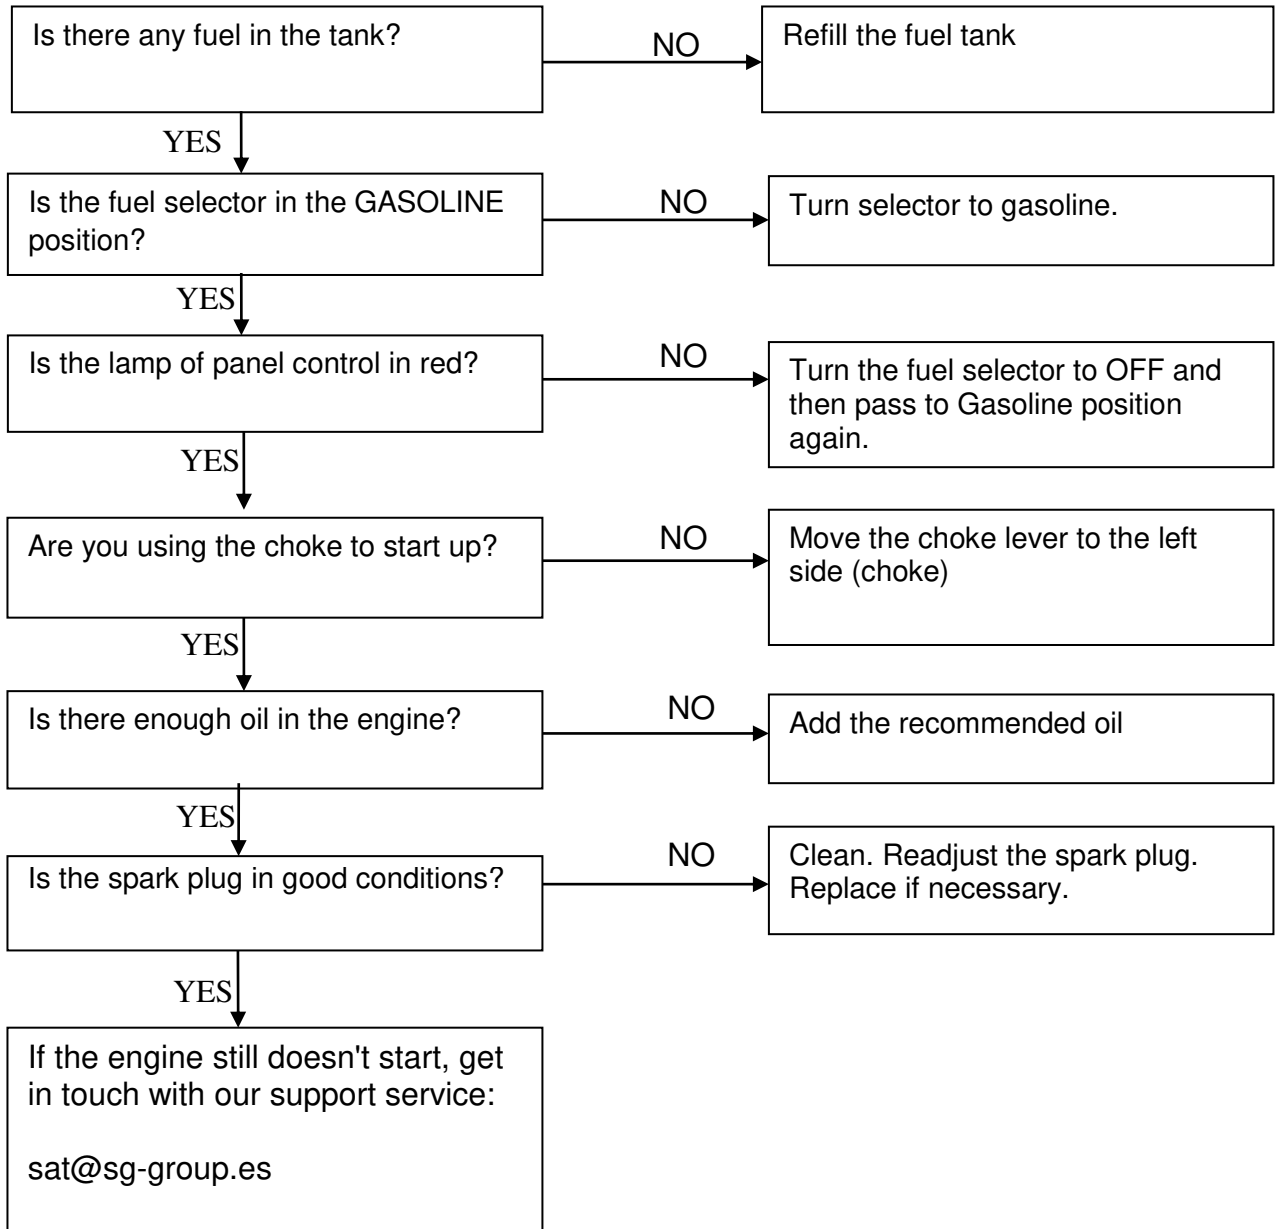 Is there any fuel in the tank?
NO
Refill the fuel tank
YES
Is the fuel selector in the GASOLINE
position?
NO
Turn selector to gasoline.
YES
Is the lamp of panel control in red?
NO
Turn the fuel selector to OFF and
then pass to Gasoline position
again.
YES
Are you using the choke to start up?
NO
Move the choke lever to the left
side (choke)
YES
Is there enough oil in the engine?
NO
Add the recommended oil
YES
Is the spark plug in good conditions?
NO
Clean. Readjust the spark plug.
Replace if necessary.
YES
If the engine still doesn't start, get
in touch with our support service:
sat@sg-group.es